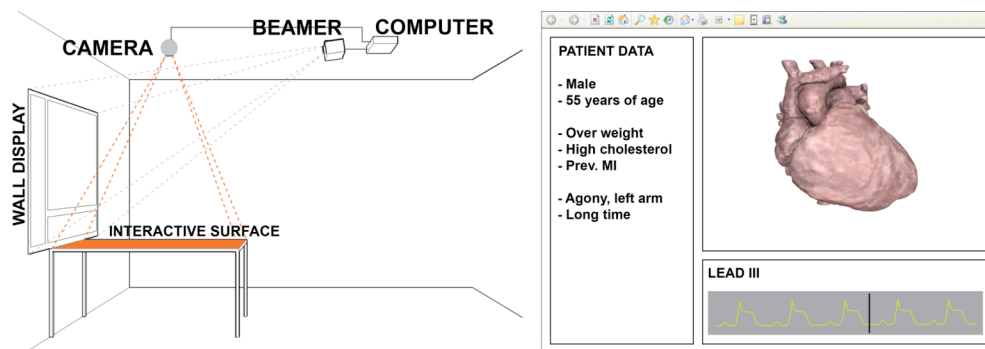 CAMERA
BEAMER
COMPUTER
WALL DISPLAY
INTERACTIVE SURFACE
PATIENT DATA
- Male
- 55 years of age
- Over weight
- High cholesterol
- Prev. MI
- Agony, left arm
- Long time
LEAD III